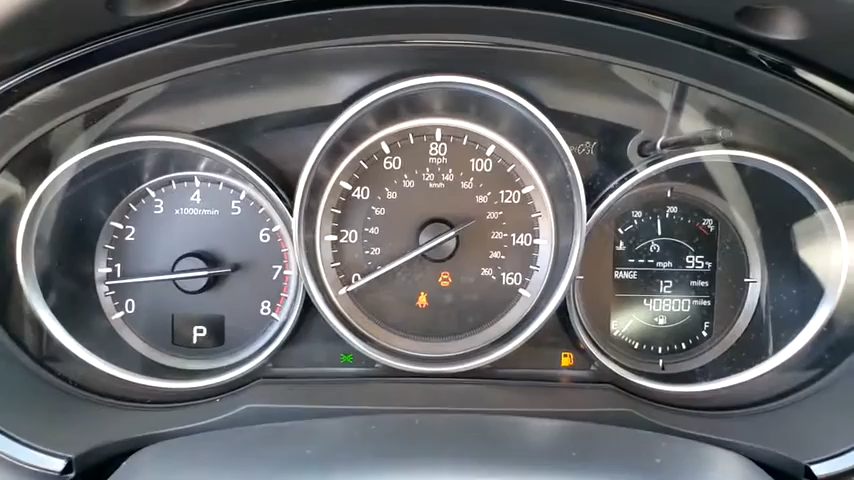 x1000r/min
0 1 2 3 4 5 6 7 8
P
mph
0 20 40 60 80 100 120 140 160
km/h
20 40 60 80 100 120 140 160 180 200 220 240 260
120 200 270
°F
---- mph 95°F
RANGE
12 miles
40800 miles
E F